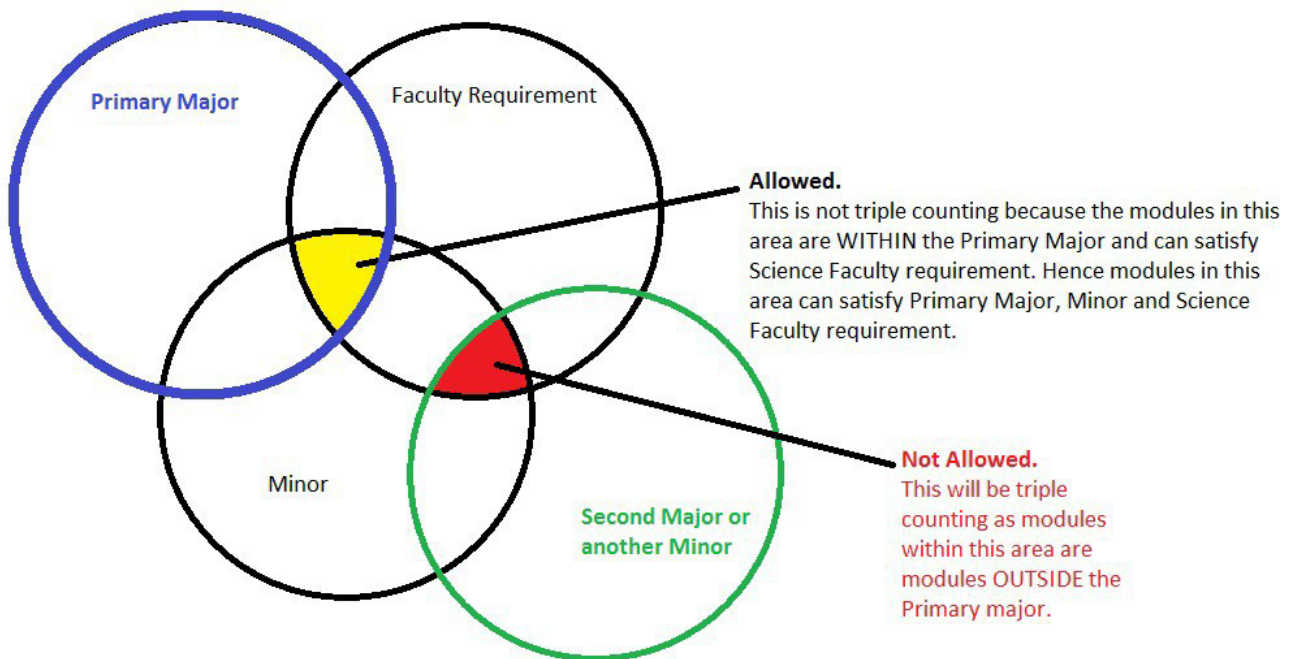 Primary Major
Faculty Requirement
Allowed.
This is not triple counting because the modules in this
area are WITHIN the Primary Major and can satisfy
Science Faculty requirement. Hence modules in this
area can satisfy Primary Major, Minor and Science
Faculty requirement.
Minor
Second Major or
another Minor
Not Allowed.
This will be triple
counting as modules
within this area are
modules OUTSIDE the
Primary major.